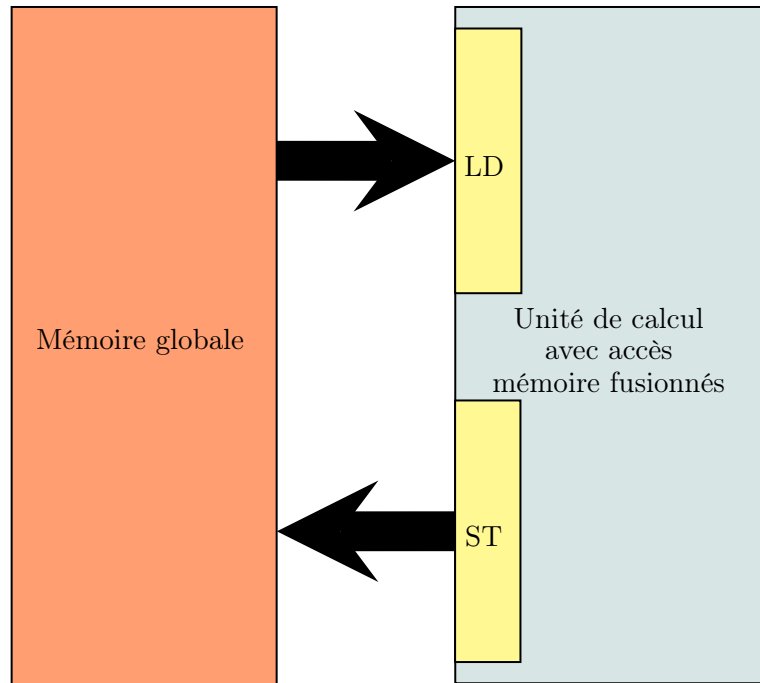 LD
Mémoire globale
Unité de calcul
avec accès
mémoire fusionnés
ST